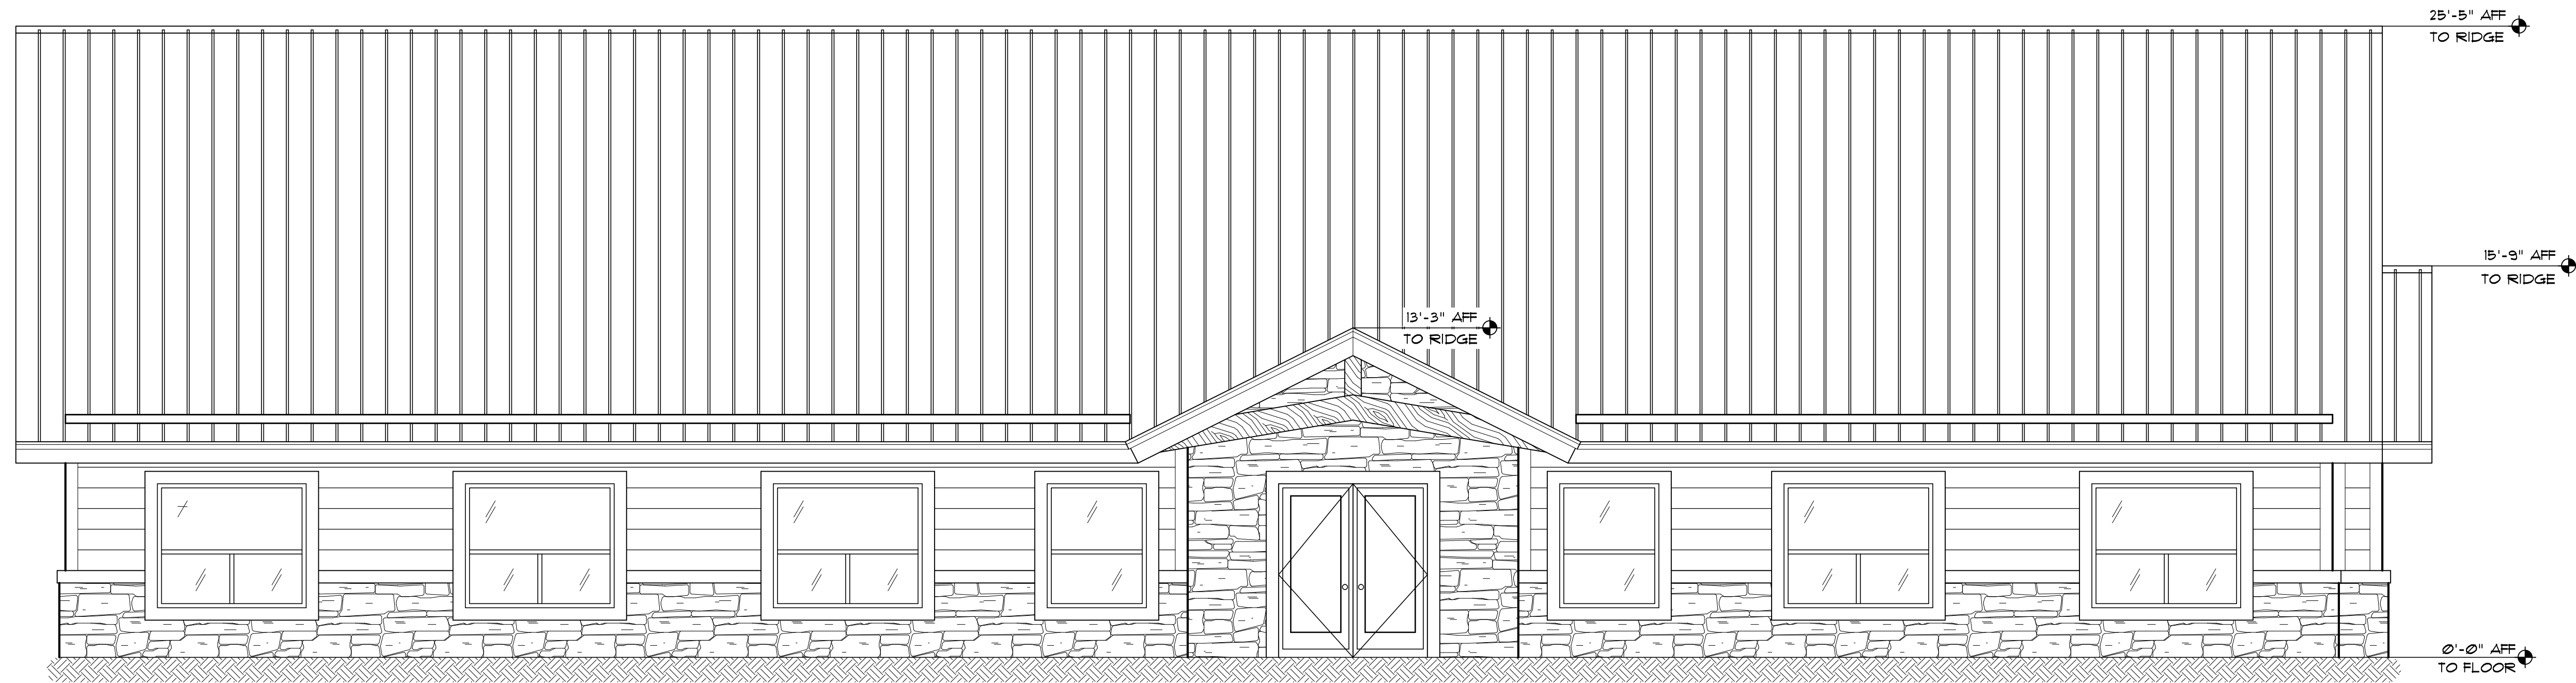 25'-5" AFF
TO RIDGE
15'-9" AFF
TO RIDGE
13'-3" AFF
TO RIDGE
0'-0" AFF
TO FLOOR